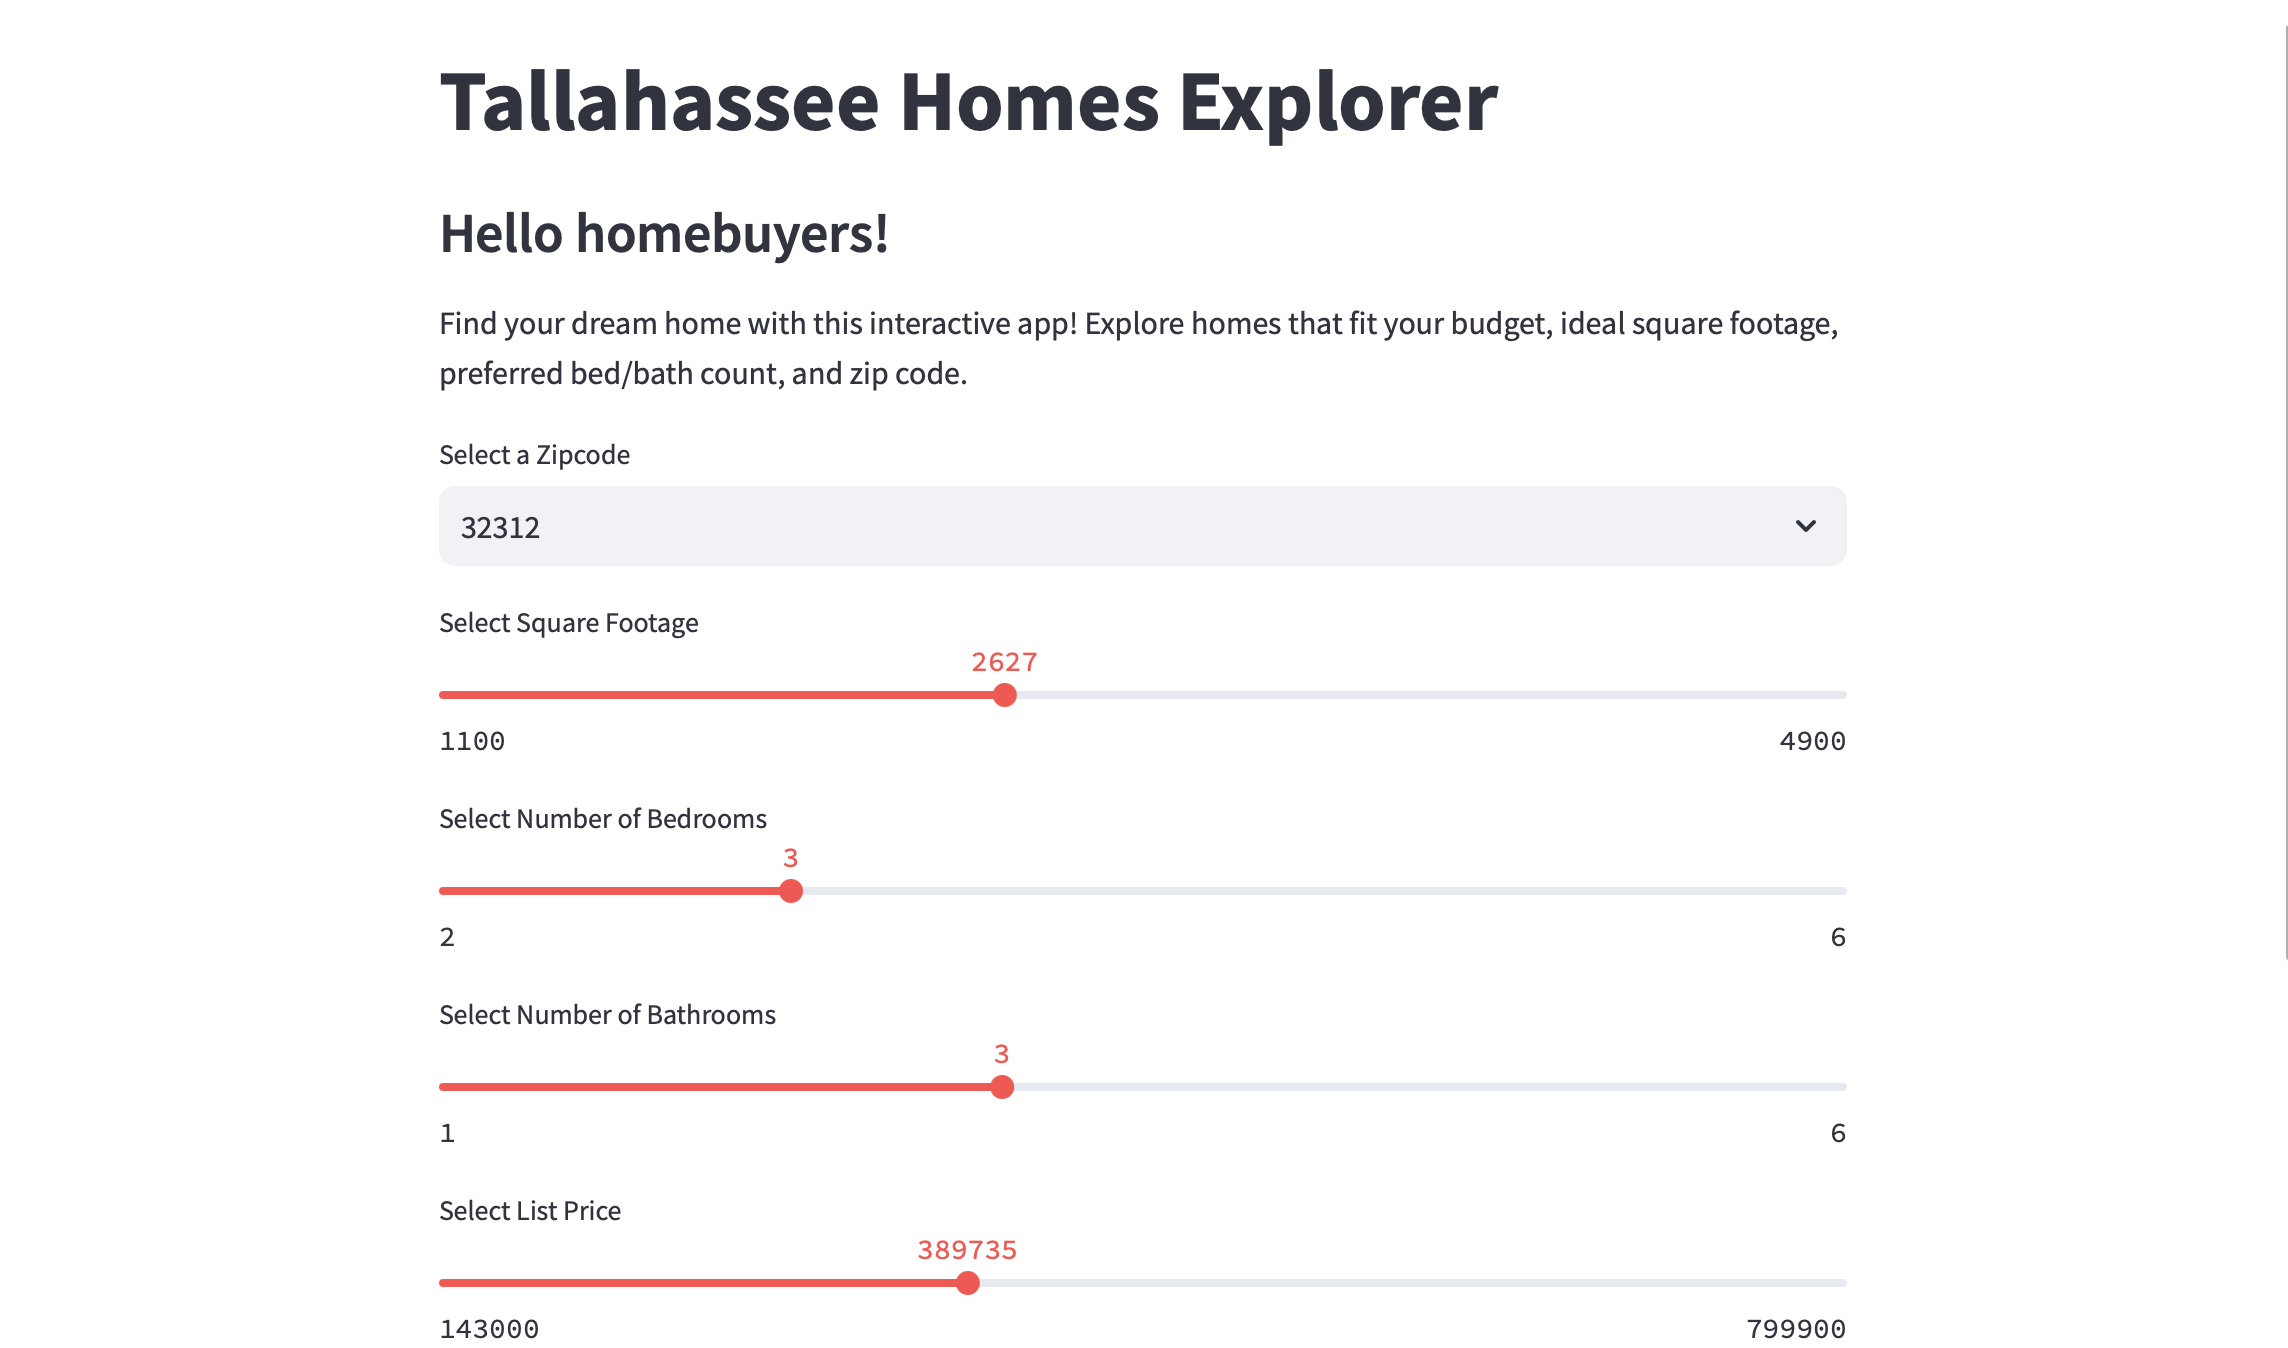 Tallahassee Homes Explorer
Hello homebuyers!
Find your dream home with this interactive app! Explore homes that fit your budget, ideal square footage,
preferred bed/bath count, and zip code.
Select a Zipcode
32312
Select Square Footage
2627
1100 4900
Select Number of Bedrooms
3
2 6
Select Number of Bathrooms
3
1 6
Select List Price
389735
143000 799900